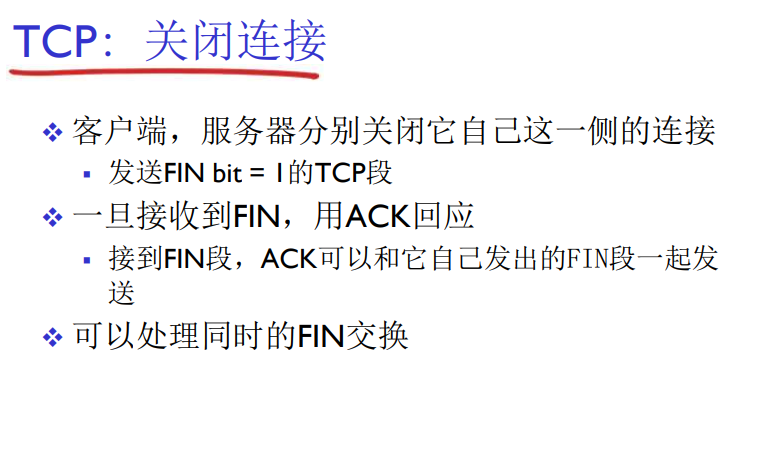 TCP: 关闭连接
客户端，服务器分别关闭它自己这一侧的连接
发送FIN bit = 1的TCP段
一旦接收到FIN，用ACK回应
接到FIN段，ACK可以和它自己发出的FIN段一起发
送
可以处理同时的FIN交换